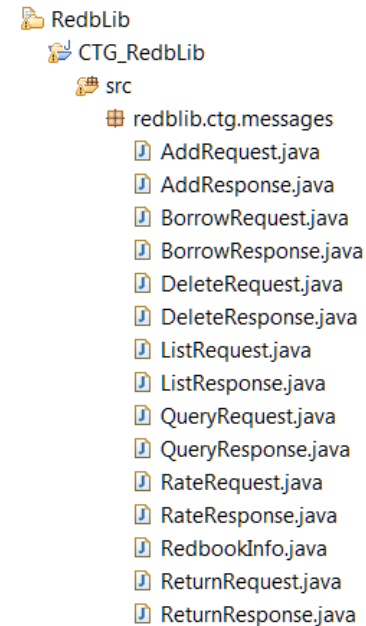 RedbLib
CTG_RedbLib
src
redblib.ctg.messages
AddRequest.java
AddResponse.java
BorrowRequest.java
BorrowResponse.java
DeleteRequest.java
DeleteResponse.java
ListRequest.java
ListResponse.java
QueryRequest.java
QueryResponse.java
RateRequest.java
RateResponse.java
RedbookInfo.java
ReturnRequest.java
ReturnResponse.java